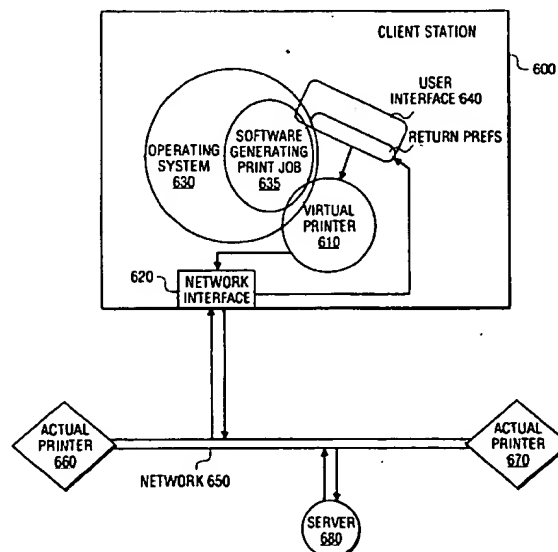 CLIENT STATION
600
USER
INTERFACE 640
RETURN PREFS
OPERATING
SYSTEM
630
SOFTWARE
GENERATING
PRINT JOB
635
VIRTUAL
PRINTER
610
620
NETWORK
INTERFACE
ACTUAL
PRINTER
660
NETWORK 650
ACTUAL
PRINTER
670
SERVER
680